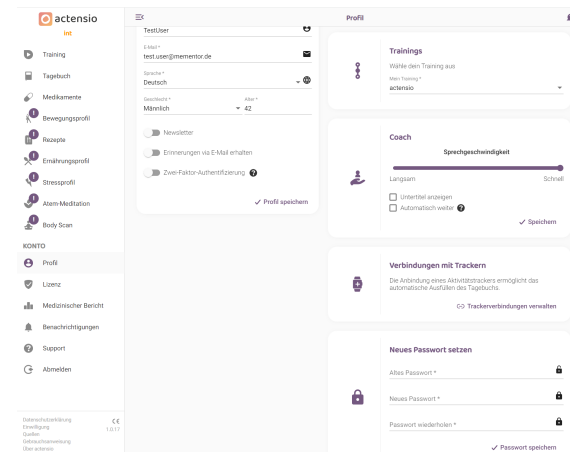 actensio
int
Training
Tagebuch
Medikamente
Bewegungsprofil
Rezepte
Ernährungsprofil
Stressprofil
Atem-Meditation
Body Scan
KONTO
Profil
Lizenz
Medizinischer Bericht
Benachrichtigungen
Support
Abmelden
Datenschutzerklärung
Einwilligung
Quellen
Gebrauchsanweisung
Über actensio
CE
1.0.17
Profil
TestUser
E-Mail *
test.user@mementor.de
Sprache *
Deutsch
Geschlecht *
Männlich
Alter *
42
Newsletter
Erinnerungen via E-Mail erhalten
Zwei-Faktor-Authentifizierung
Profil speichern
Trainings
Wähle dein Training aus
Mein Training *
actensio
Coach
Sprechgeschwindigkeit
Langsam
Schnell
Untertitel anzeigen
Automatisch weiter
Speichern
Verbindungen mit Trackern
Die Anbindung eines Aktivitätstrackers ermöglicht das
automatische Ausfüllen des Tagebuchs.
Trackerverbindungen verwalten
Neues Passwort setzen
Altes Passwort *
Neues Passwort *
Passwort wiederholen *
Passwort speichern